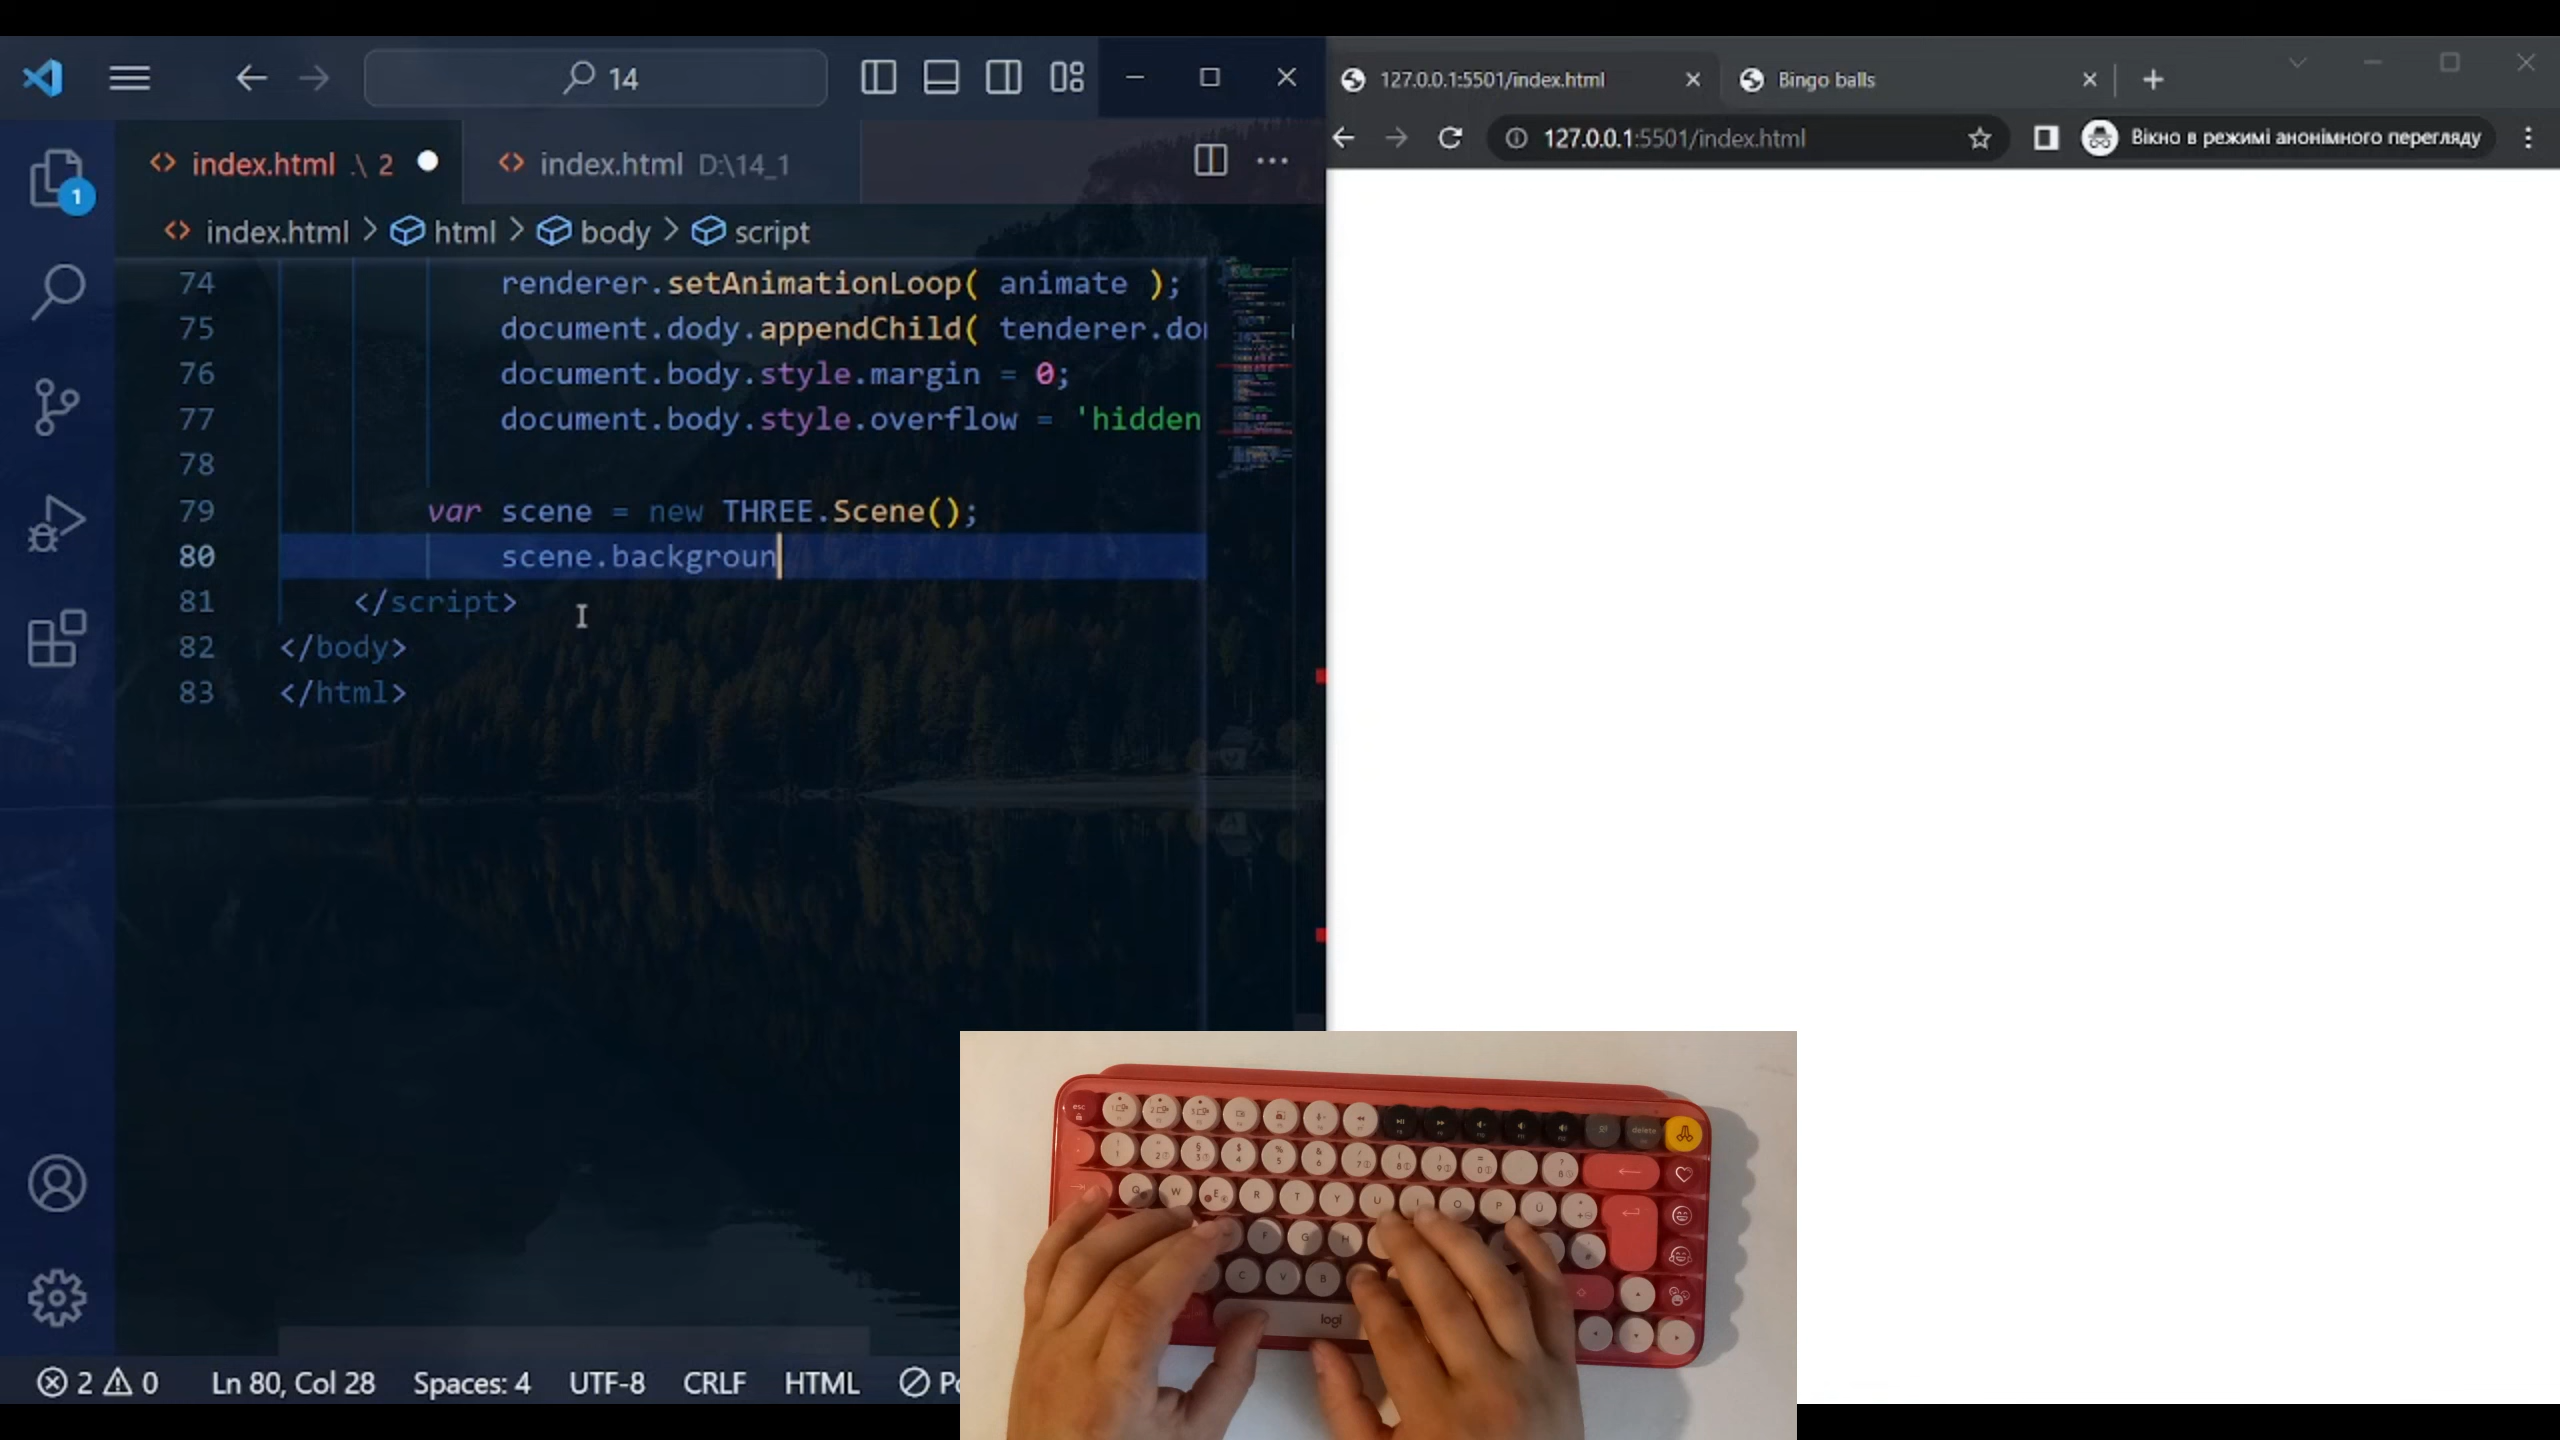 14
127.0.0.1:5501/index.html
Bingo balls
127.0.0.1:5501/index.html
Вікно в режимі анонімного перегляду
1
index.html .\ 2
index.html D:\14_1
index.html > html > body > script
74 renderer.setAnimationLoop( animate );
75 document.dody.appendChild( tenderer.do
76 document.body.style.margin = 0;
77 document.body.style.overflow = 'hidden
78
79 var scene = new THREE.Scene();
80 scene.backgroun
81 </script>
82 </body>
83 </html>
2 0 Ln 80, Col 28 Spaces: 4 UTF-8 CRLF HTML
esc delete
Q W E R T Y U I O P Ü
F G H
C V B
logi